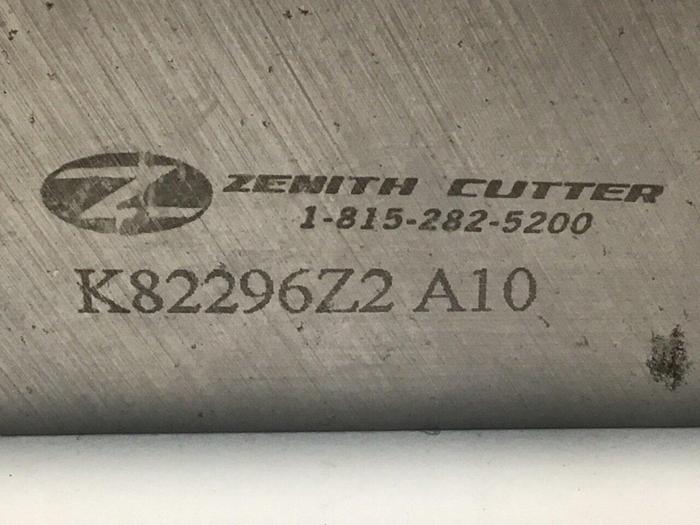 Z ZENITH CUTTER
1-815-282-5200
K82296Z2 A10